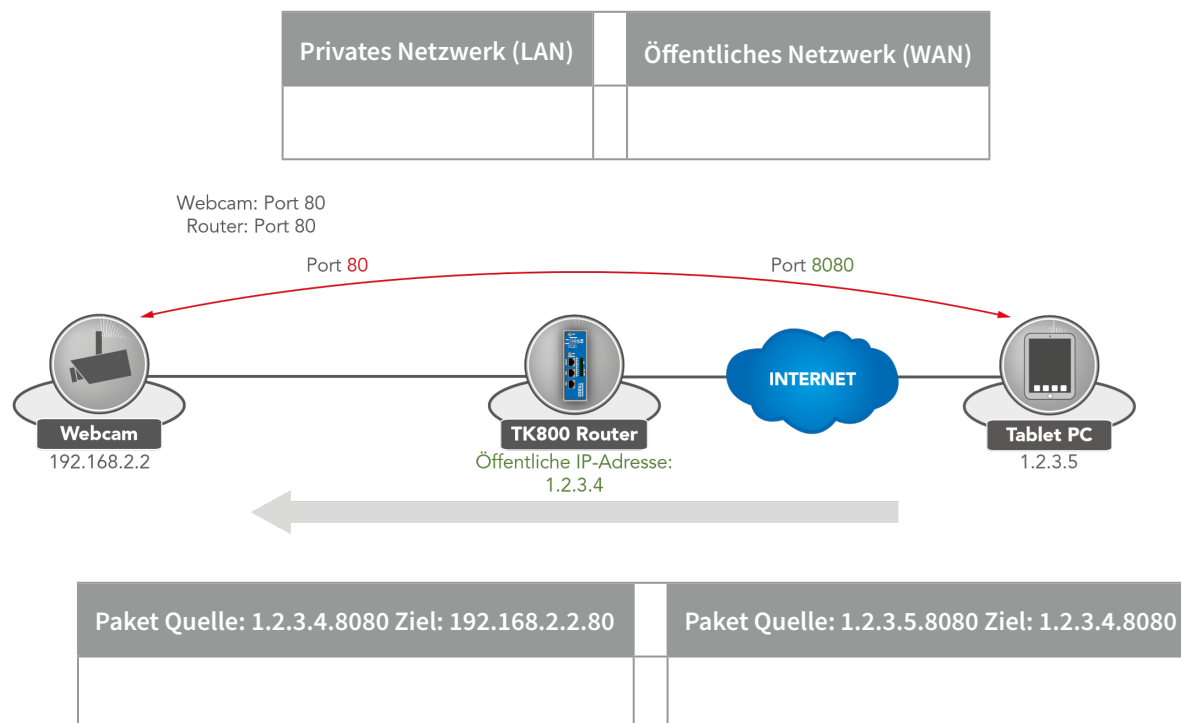 Privates Netzwerk (LAN)
Öffentliches Netzwerk (WAN)
Webcam: Port 80
Router: Port 80
Port 80
Port 8080
INTERNET
Webcam
192.168.2.2
TK800 Router
Öffentliche IP-Adresse:
1.2.3.4
Tablet PC
1.2.3.5
Paket Quelle: 1.2.3.4.8080 Ziel: 192.168.2.2.80
Paket Quelle: 1.2.3.5.8080 Ziel: 1.2.3.4.8080